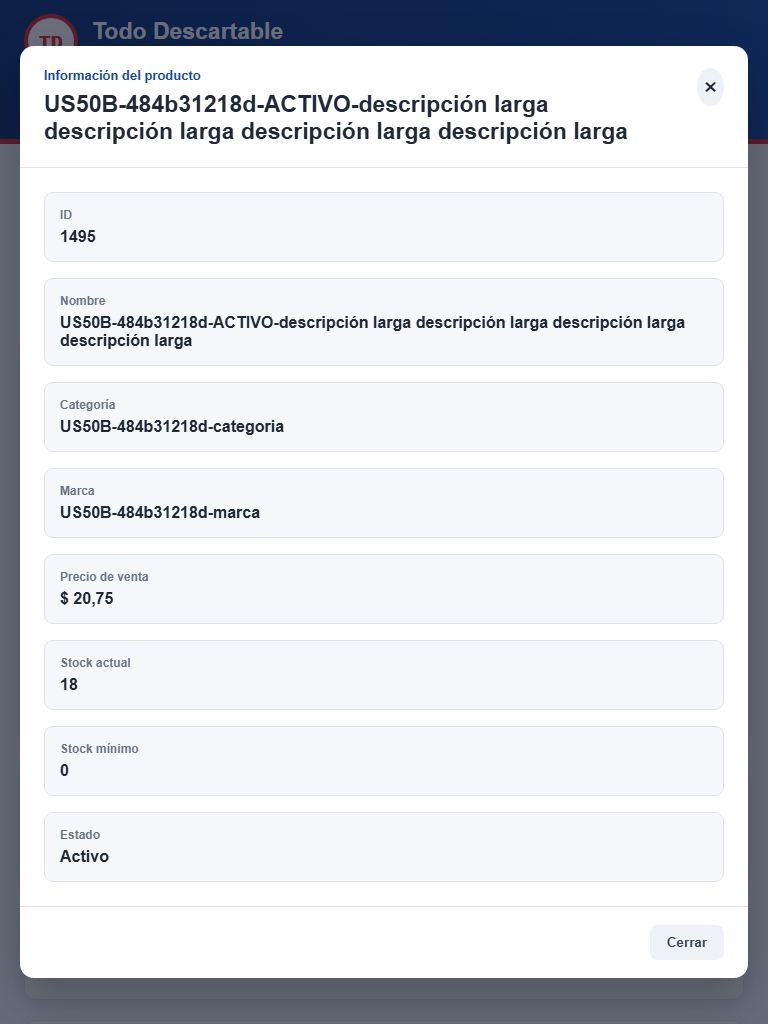 Todo Descartable
TD
Información del producto
US50B-484b31218d-ACTIVO-descripción larga
descripción larga descripción larga descripción larga
×
ID
1495
Nombre
US50B-484b31218d-ACTIVO-descripción larga descripción larga descripción larga
descripción larga
Categoría
US50B-484b31218d-categoria
Marca
US50B-484b31218d-marca
Precio de venta
$ 20,75
Stock actual
18
Stock mínimo
0
Estado
Activo
Cerrar